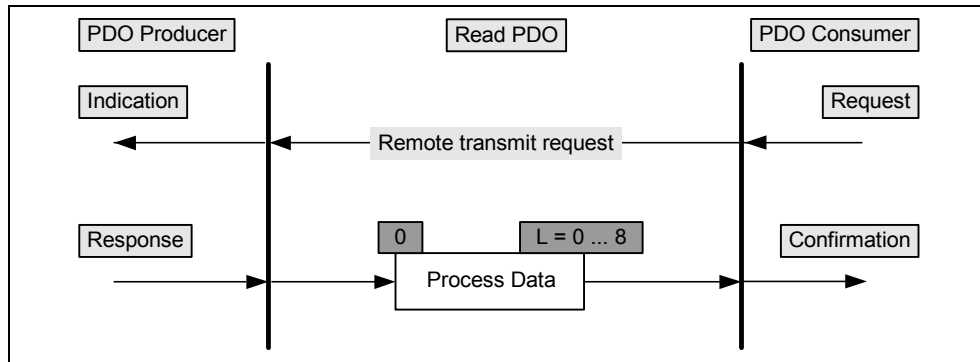 PDO Producer
Read PDO
PDO Consumer
Indication
Request
Remote transmit request
Response
0
L = 0 ... 8
Confirmation
Process Data